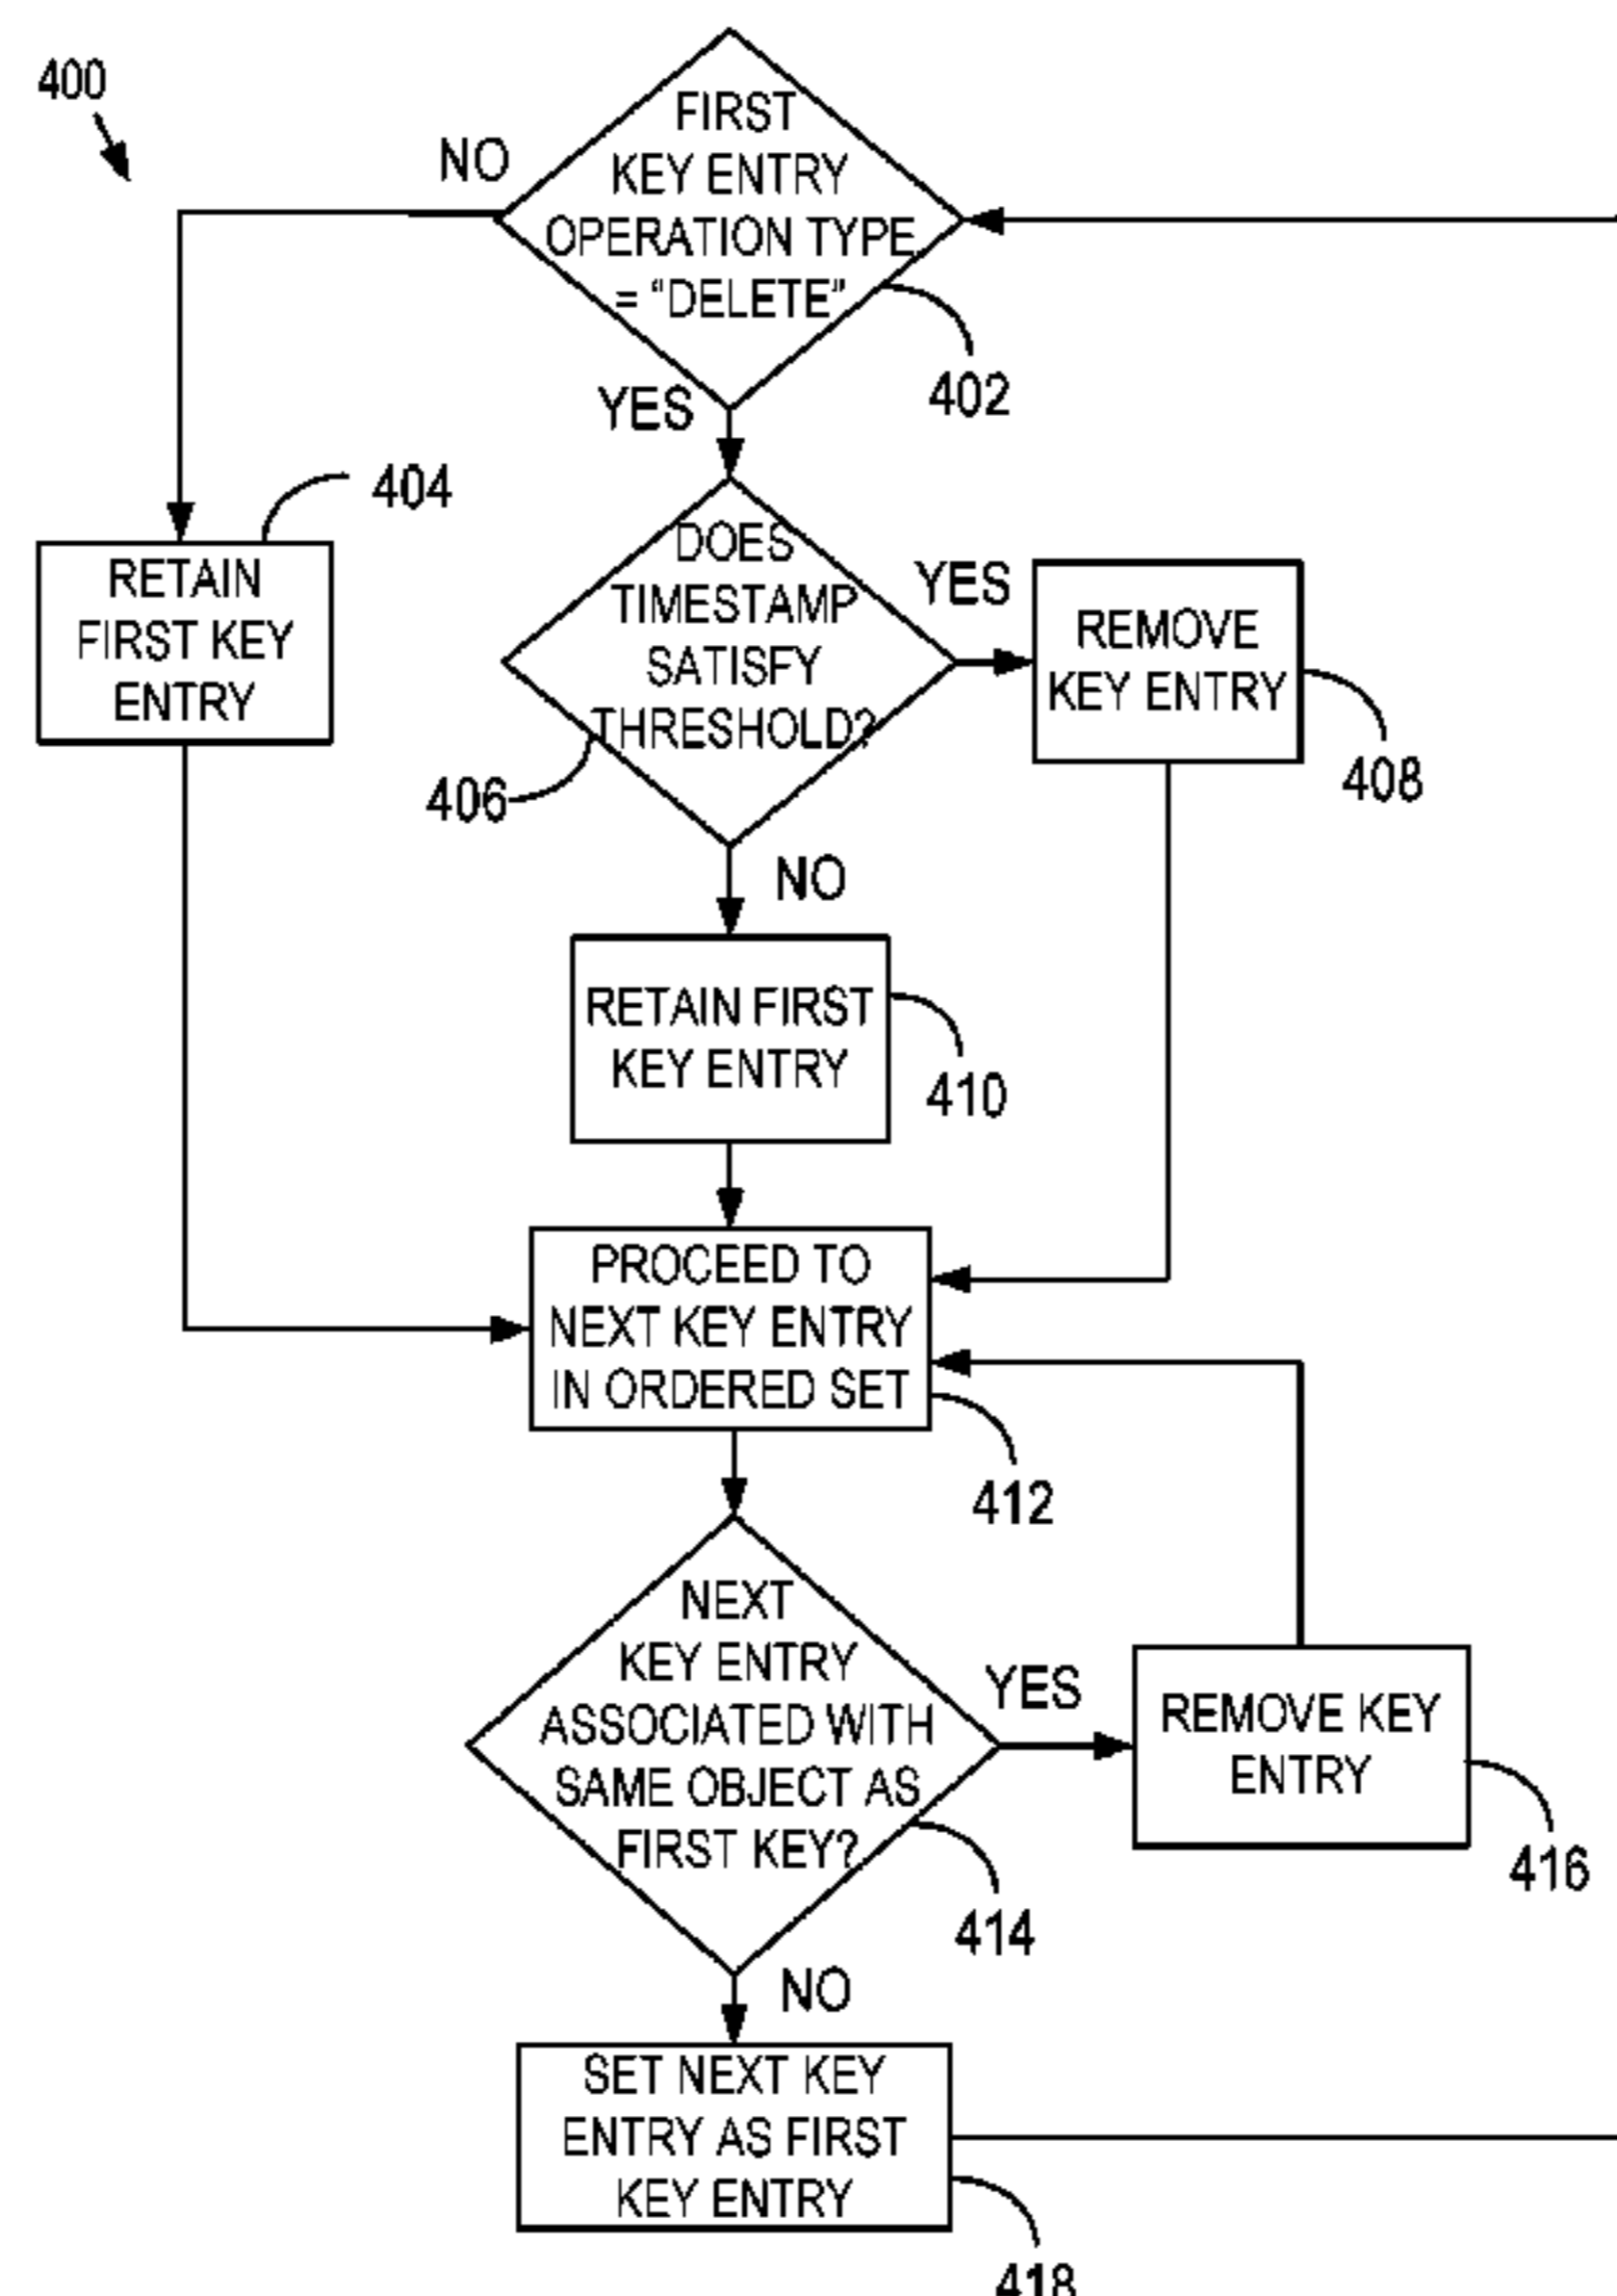 400
FIRST
KEY ENTRY
OPERATION TYPE
= “DELETE”
NO
YES
402
404
RETAIN
FIRST KEY
ENTRY
DOES
TIMESTAMP
SATISFY
THRESHOLD?
YES
406
NO
REMOVE
KEY ENTRY
408
RETAIN FIRST
KEY ENTRY
410
PROCEED TO
NEXT KEY ENTRY
IN ORDERED SET
412
NEXT
KEY ENTRY
ASSOCIATED WITH
SAME OBJECT AS
FIRST KEY?
YES
414
NO
REMOVE KEY
ENTRY
416
SET NEXT KEY
ENTRY AS FIRST
KEY ENTRY
418